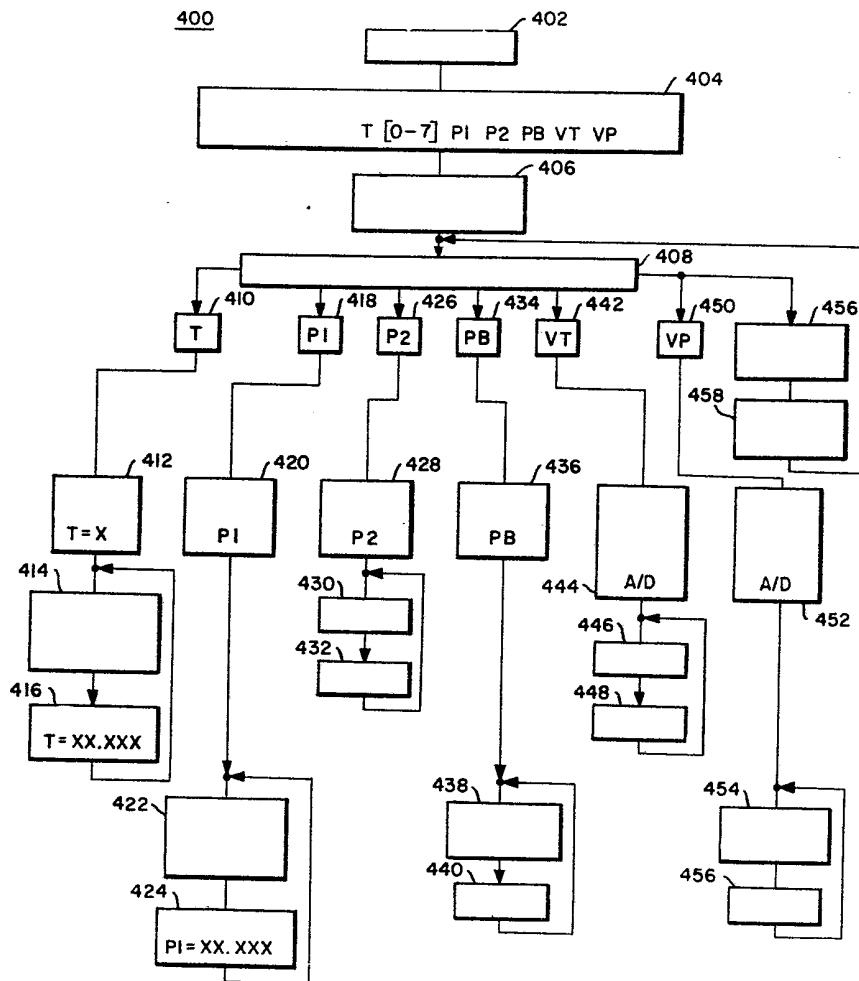 400
402
404
T [0-7] P1 P2 PB VT VP
406
408
410 418 426 434 442 450 456
T P1 P2 PB VT VP
458
412 420 428 436
T=X P1 P2 PB
444 A/D
A/D 452
414
430
446
432
416
448
T=XX.XXX
422
438
454
440
456
424
P1=XX.XXX